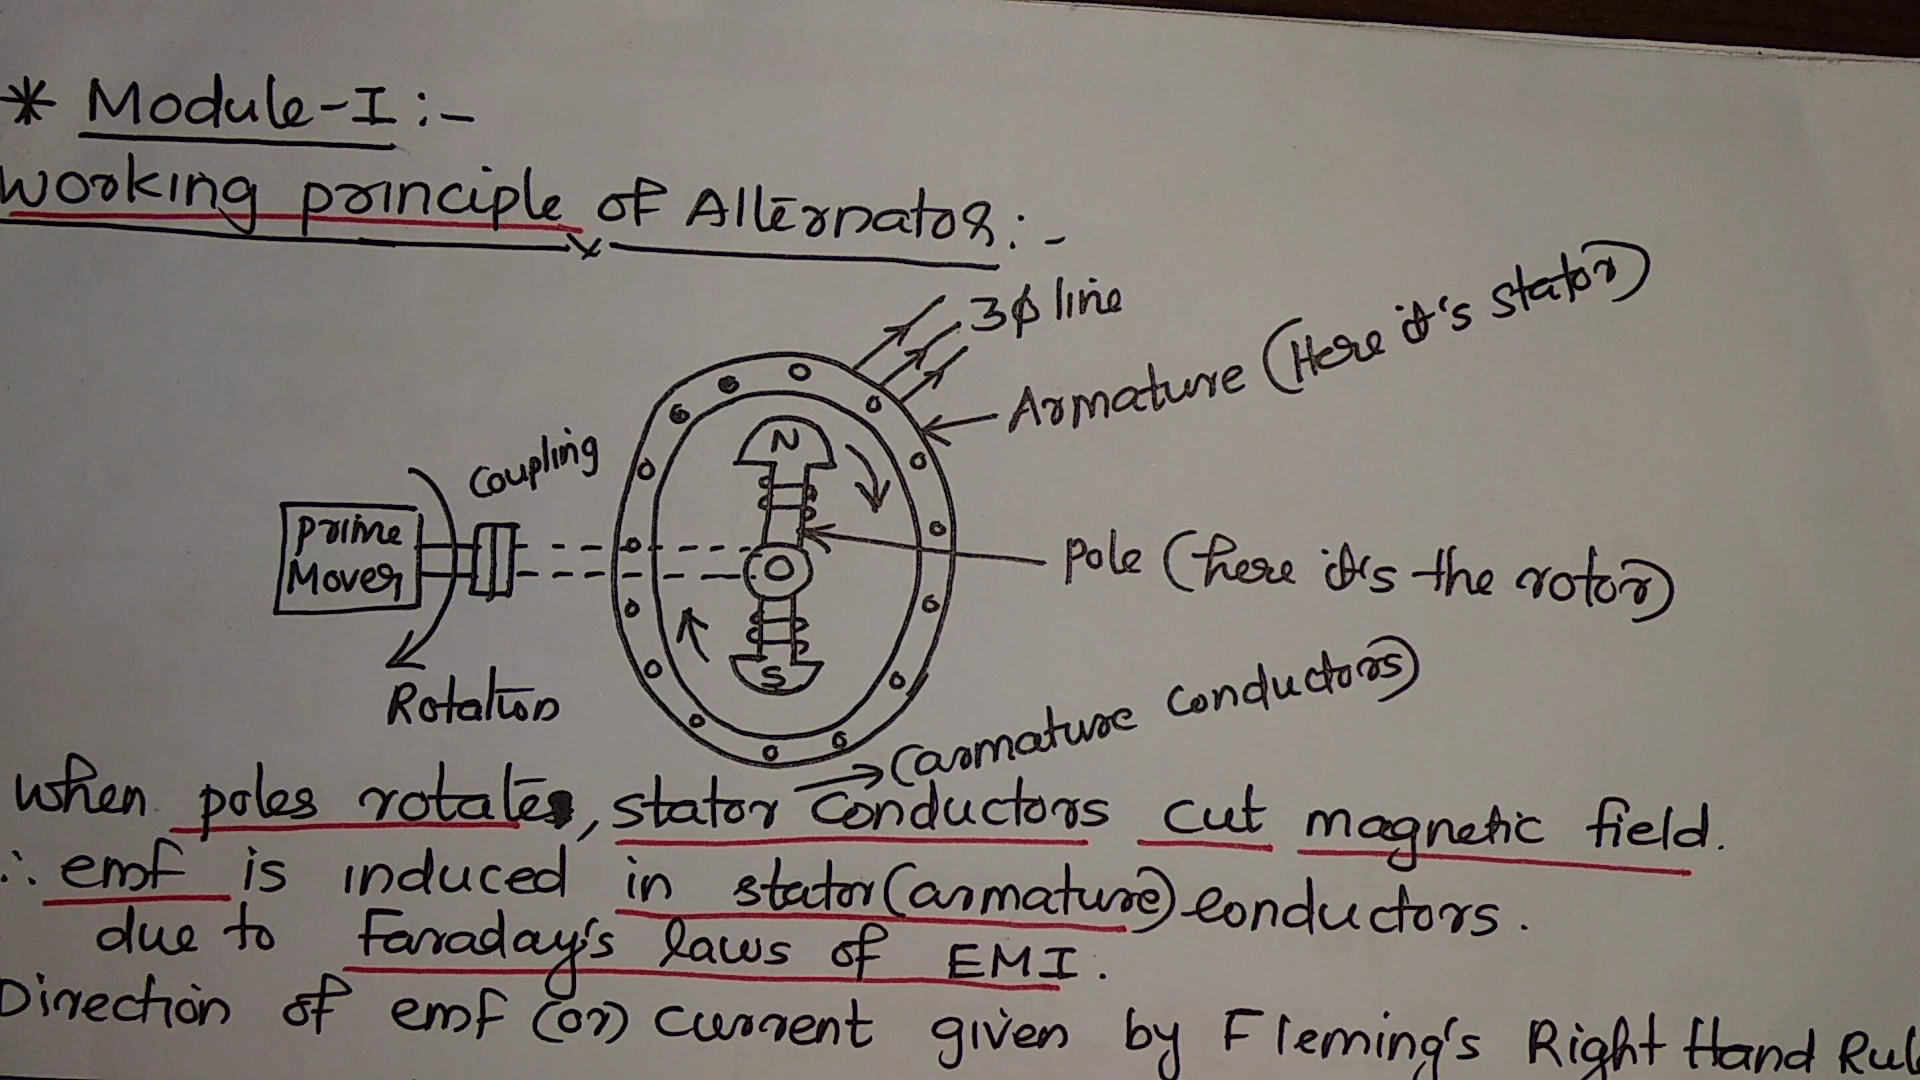 * Module-I:-
Working principle of Alternator:-
3ϕ line
Armature (Here it's stator)
Coupling
N
Prime
Mover
Pole (here it's the rotor)
S
Rotation
(armature conductors)
When poles rotates, stator conductors cut magnetic field.
∴ emf is induced in stator (armature) conductors.
due to Faraday's laws of EMI.
Direction of emf (or) current given by Fleming's Right Hand Rul